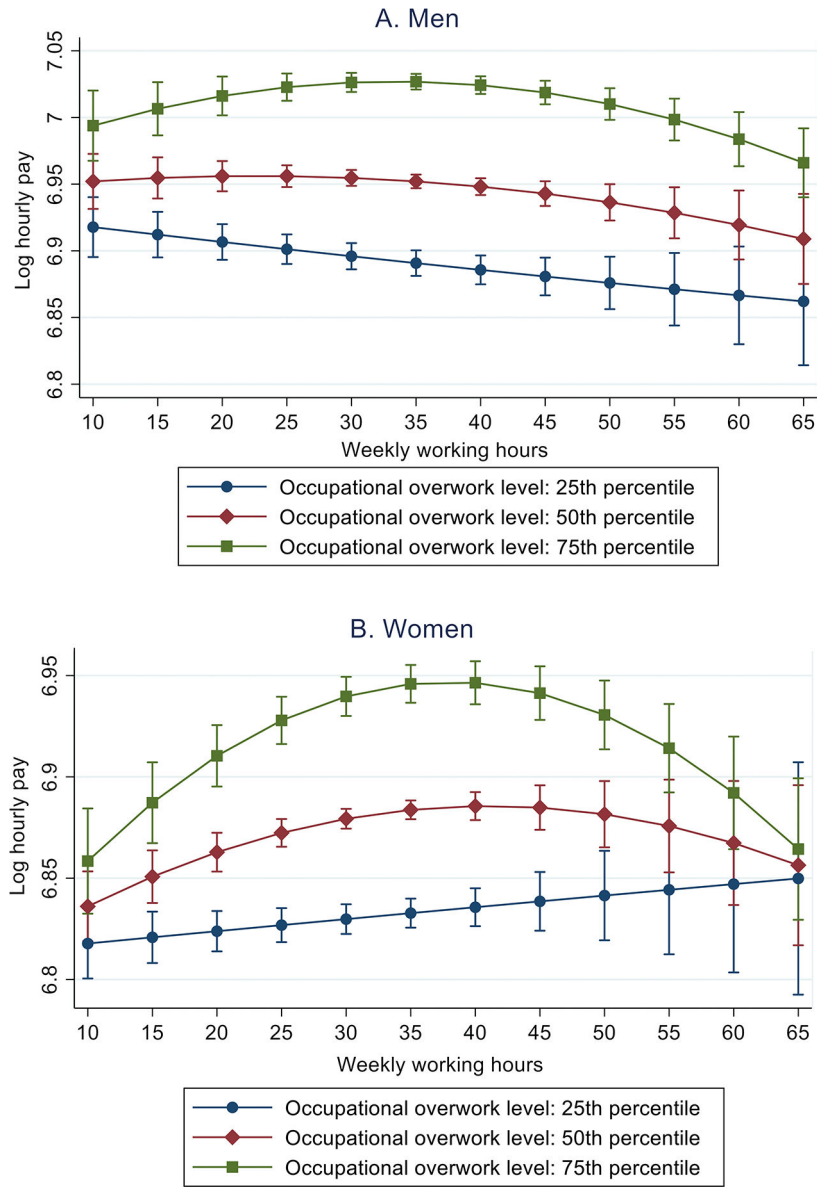 A. Men
Log hourly pay
7.05
7
6.95
6.9
6.85
6.8
10 15 20 25 30 35 40 45 50 55 60 65
Weekly working hours
Occupational overwork level: 25th percentile
Occupational overwork level: 50th percentile
Occupational overwork level: 75th percentile
B. Women
Log hourly pay
6.95
6.9
6.85
6.8
10 15 20 25 30 35 40 45 50 55 60 65
Weekly working hours
Occupational overwork level: 25th percentile
Occupational overwork level: 50th percentile
Occupational overwork level: 75th percentile